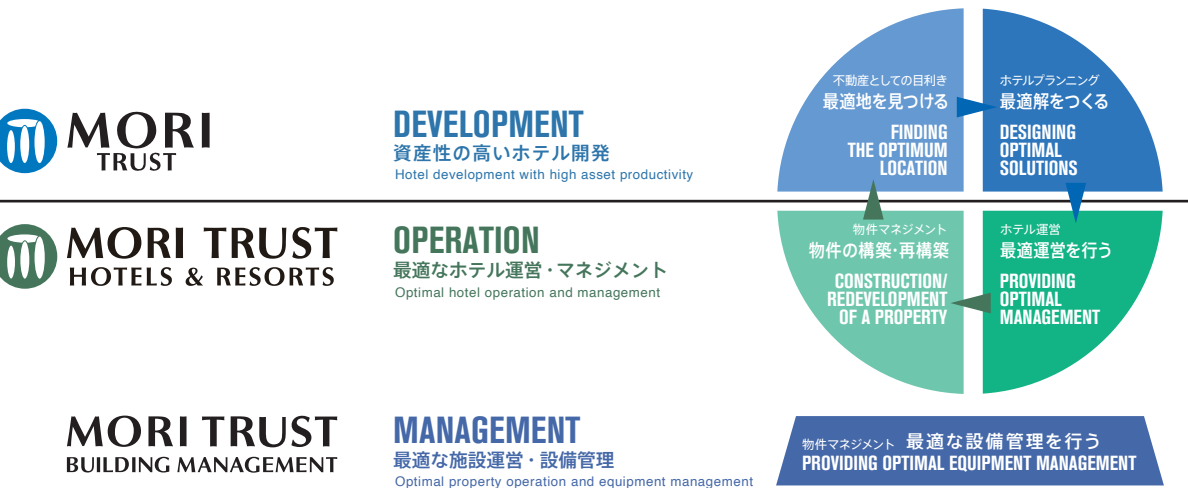 MORI
TRUST
DEVELOPMENT
資産性の高いホテル開発
Hotel development with high asset productivity
不動産としての目利き
最適地を見つける
FINDING
THE OPTIMUM
LOCATION
ホテルプランニング
最適解をつくる
DESIGNING
OPTIMAL
SOLUTIONS
MORI TRUST
HOTELS & RESORTS
OPERATION
最適なホテル運営・マネジメント
Optimal hotel operation and management
物件マネジメント
物件の構築・再構築
CONSTRUCTION/
REDEVELOPMENT
OF A PROPERTY
ホテル運営
最適運営を行う
PROVIDING
OPTIMAL
MANAGEMENT
MORI TRUST
BUILDING MANAGEMENT
MANAGEMENT
最適な施設運営・設備管理
Optimal property operation and equipment management
物件マネジメント 最適な設備管理を行う
PROVIDING OPTIMAL EQUIPMENT MANAGEMENT